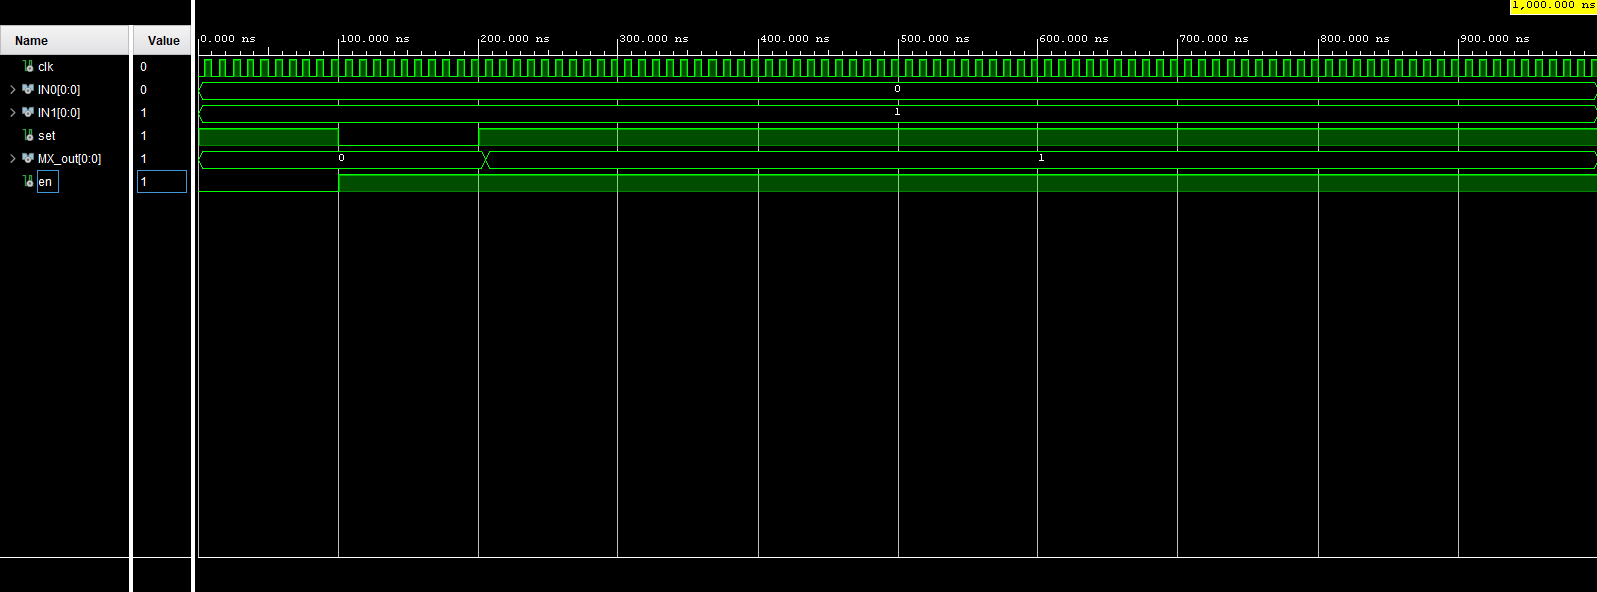 1,000.000 ns
Name Value 0.000 ns 100.000 ns 200.000 ns 300.000 ns 400.000 ns 500.000 ns 600.000 ns 700.000 ns 800.000 ns 900.000 ns
clk 0
IN0[0:0] 0 0
IN1[0:0] 1 1
set 1
MX_out[0:0] 1 0 1
en 1